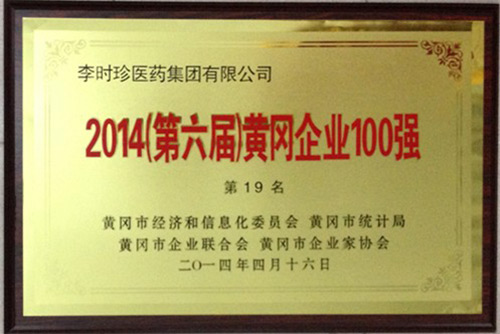 李时珍医药集团有限公司
2014(第六届)黄冈企业100强
第19名
黄冈市经济和信息化委员会 黄冈市统计局
黄冈市企业联合会 黄冈市企业家协会
二〇一四年四月十六日